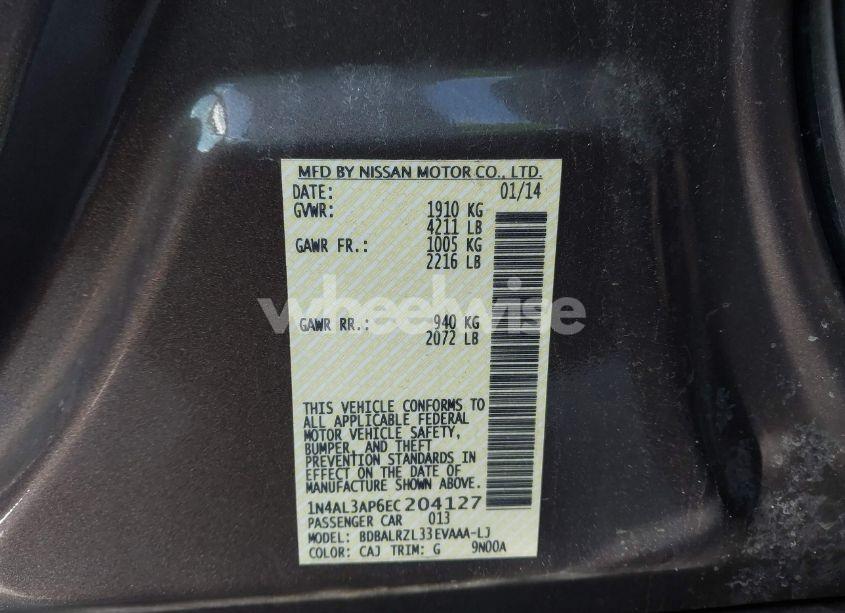 MFD BY NISSAN MOTOR CO., LTD.
DATE: 01/14
GVWR: 1910 KG
4211 LB
GAWR FR.: 1005 KG
2216 LB
wheelwise
GAWR RR.: 940 KG
2072 LB
THIS VEHICLE CONFORMS TO
ALL APPLICABLE FEDERAL
MOTOR VEHICLE SAFETY,
BUMPER, AND THEFT
PREVENTION STANDARDS IN
EFFECT ON THE DATE OF
MANUFACTURE SHOWN ABOVE.
1N4AL3AP6EC204127
PASSENGER CAR 013
MODEL: BDBALRZL33EVAAA-LJ
COLOR: CAJ TRIM: G 9N00A